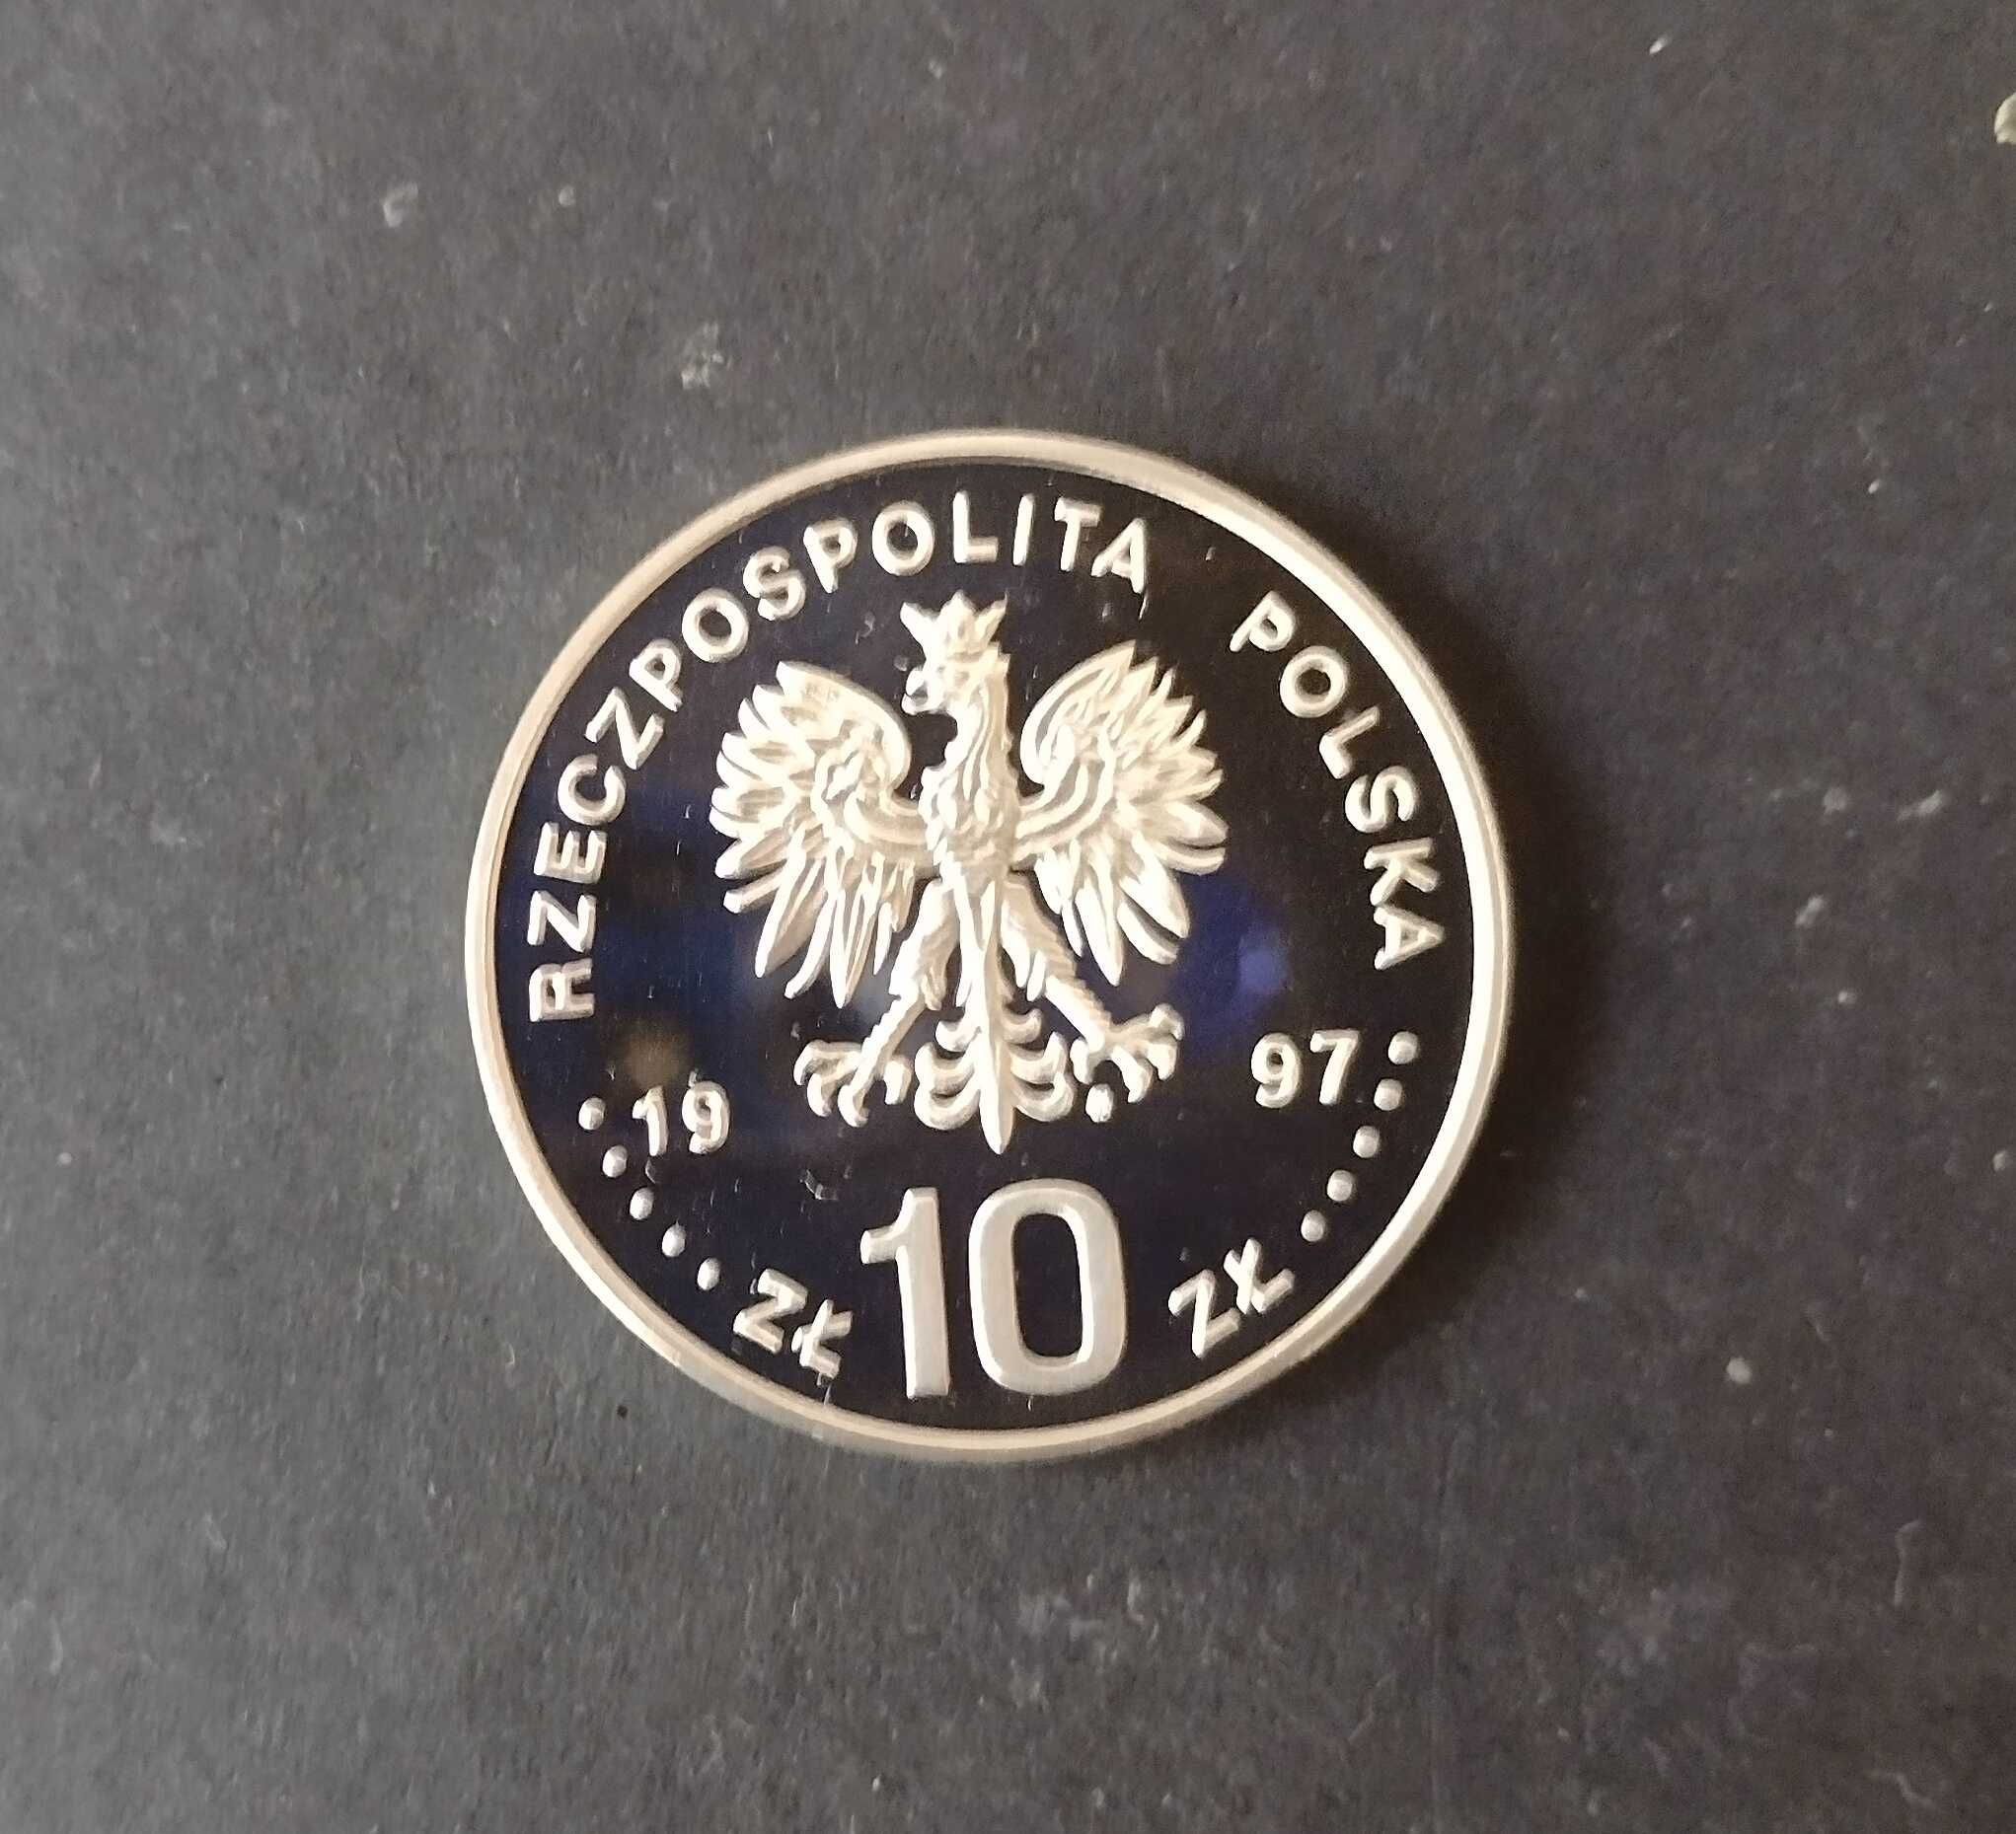 RZECZPOSPOLITA POLSKA
19 97
ZŁ 10 ZŁ